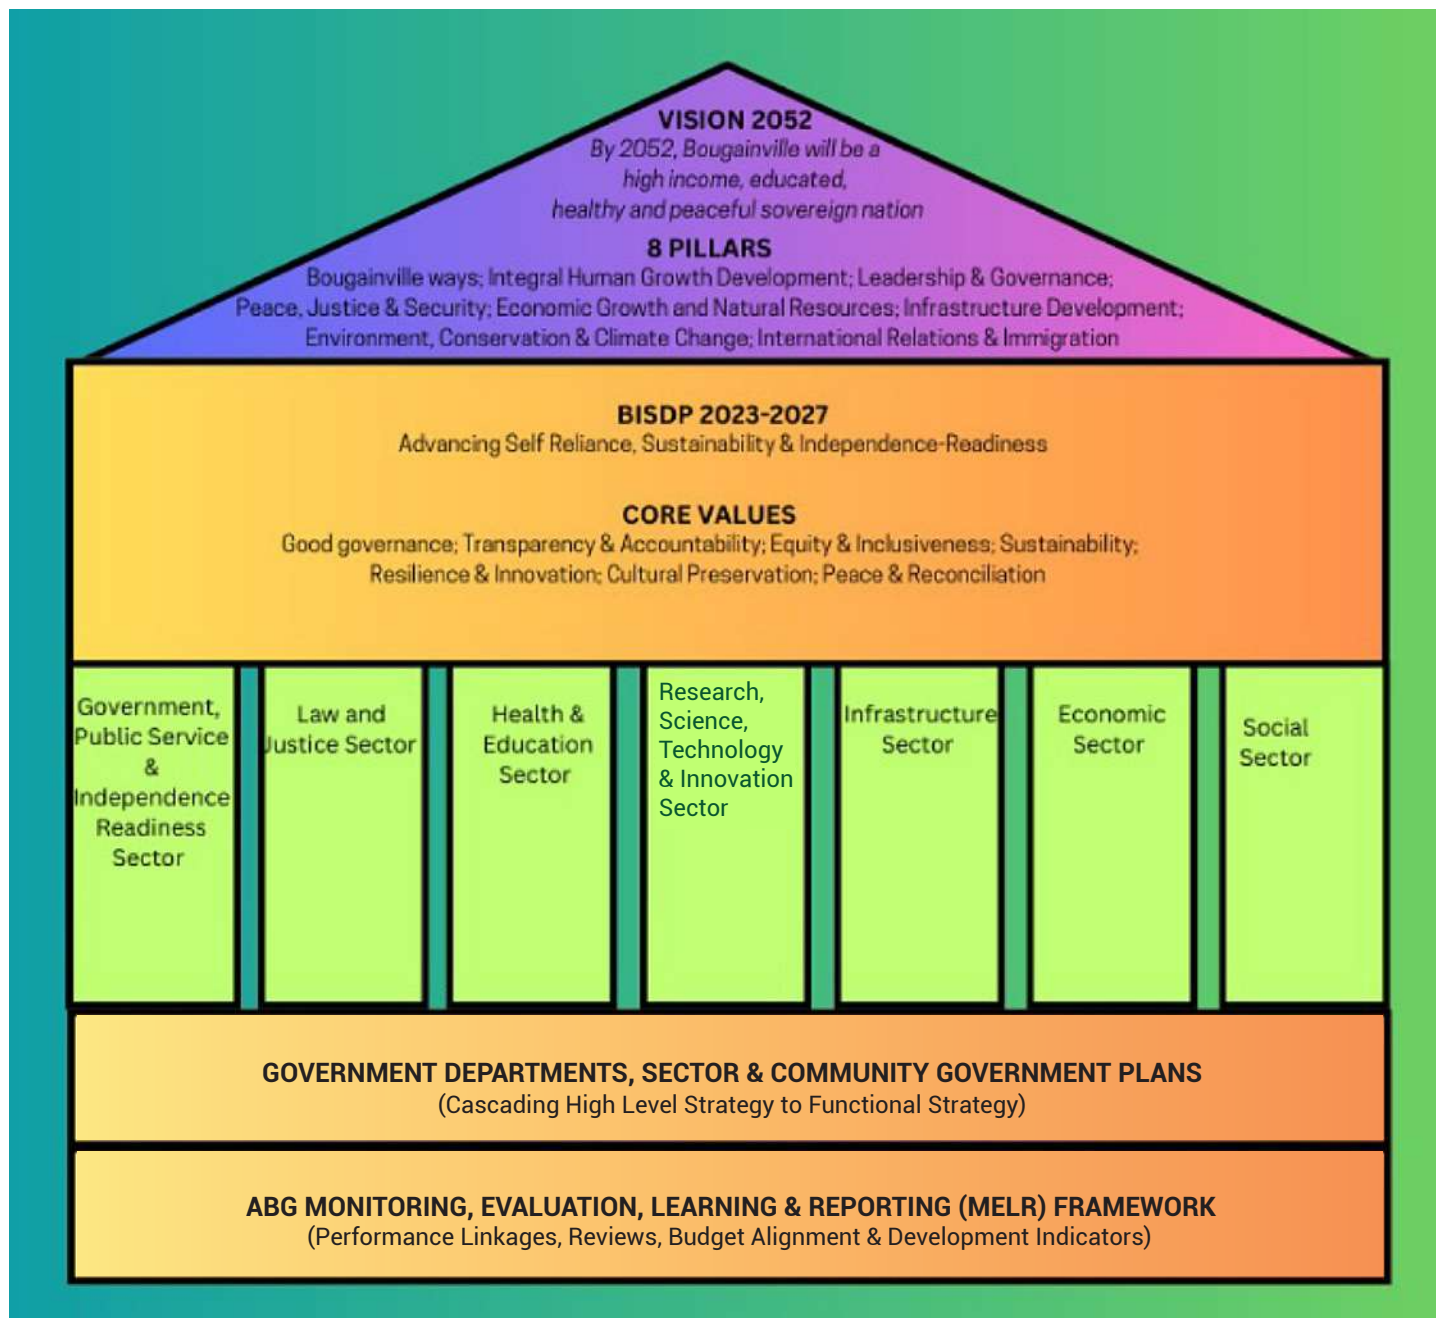 VISION 2052
By 2052, Bougainville will be a
high income, educated,
healthy and peaceful sovereign nation
8 PILLARS
Bougainville ways; Integral Human Growth Development; Leadership & Governance;
Peace, Justice & Security; Economic Growth and Natural Resources; Infrastructure Development;
Environment, Conservation & Climate Change; International Relations & Immigration
BISDP 2023-2027
Advancing Self Reliance, Sustainability & Independence-Readiness
CORE VALUES
Good governance; Transparency & Accountability; Equity & Inclusiveness; Sustainability;
Resilience & Innovation; Cultural Preservation; Peace & Reconciliation
Government,
Public Service
&
Independence
Readiness
Sector
Law and
Justice Sector
Health &
Education
Sector
Research,
Science,
Technology
& Innovation
Sector
Infrastructure
Sector
Economic
Sector
Social
Sector
GOVERNMENT DEPARTMENTS, SECTOR & COMMUNITY GOVERNMENT PLANS
(Cascading High Level Strategy to Functional Strategy)
ABG MONITORING, EVALUATION, LEARNING & REPORTING (MELR) FRAMEWORK
(Performance Linkages, Reviews, Budget Alignment & Development Indicators)